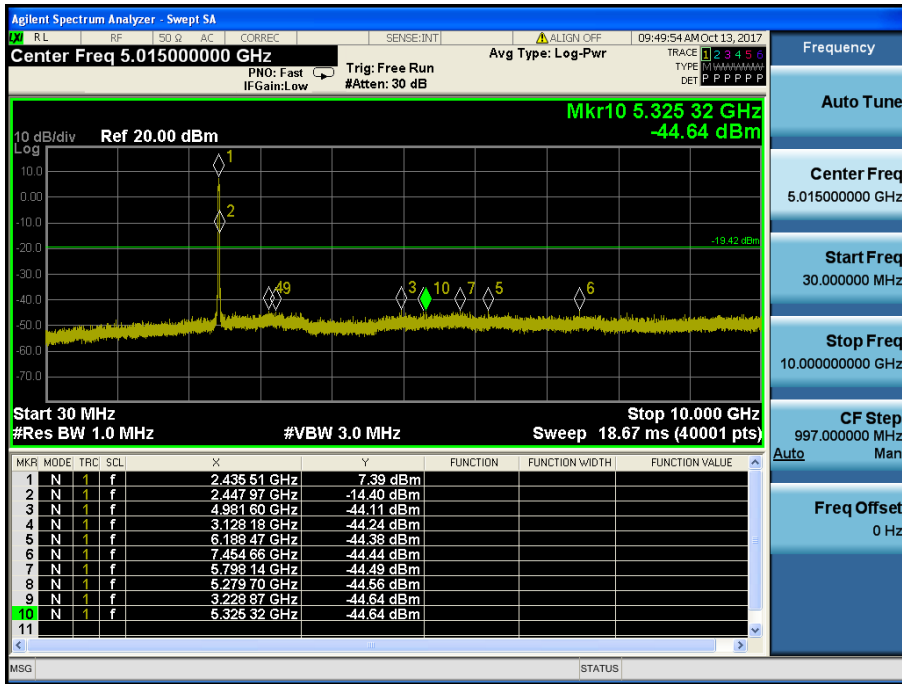 Agilent Spectrum Analyzer - Swept SA
LXI RL RF 50 Ω AC CORREC SENSE:INT ALIGN OFF 09:49:54 AM Oct 13, 2017
Center Freq 5.015000000 GHz
PNO: Fast
IFGain:Low
Trig: Free Run
#Atten: 30 dB
Avg Type: Log-Pwr
TRACE 1 2 3 4 5 6
TYPE M W W W W W
DET P P P P P P
Mkr10 5.325 32 GHz
-44.64 dBm
10 dB/div Ref 20.00 dBm
Log
10.0
0.00
-10.0
-20.0
-30.0
-40.0
-50.0
-60.0
-70.0
1
2
-19.42 dBm
4 9 3 10 7 5 6
Start 30 MHz Stop 10.000 GHz
#Res BW 1.0 MHz #VBW 3.0 MHz Sweep 18.67 ms (40001 pts)
MKR MODE TRC SCL X Y FUNCTION FUNCTION WIDTH FUNCTION VALUE
1 N 1 f 2.435 51 GHz 7.39 dBm
2 N 1 f 2.447 97 GHz -14.40 dBm
3 N 1 f 4.981 60 GHz -44.11 dBm
4 N 1 f 3.128 18 GHz -44.24 dBm
5 N 1 f 6.188 47 GHz -44.38 dBm
6 N 1 f 7.454 66 GHz -44.44 dBm
7 N 1 f 5.798 14 GHz -44.49 dBm
8 N 1 f 5.279 70 GHz -44.56 dBm
9 N 1 f 3.228 87 GHz -44.64 dBm
10 N 1 f 5.325 32 GHz -44.64 dBm
11
MSG STATUS
Frequency
Auto Tune
Center Freq
5.015000000 GHz
Start Freq
30.000000 MHz
Stop Freq
10.000000000 GHz
CF Step
997.000000 MHz
Auto Man
Freq Offset
0 Hz